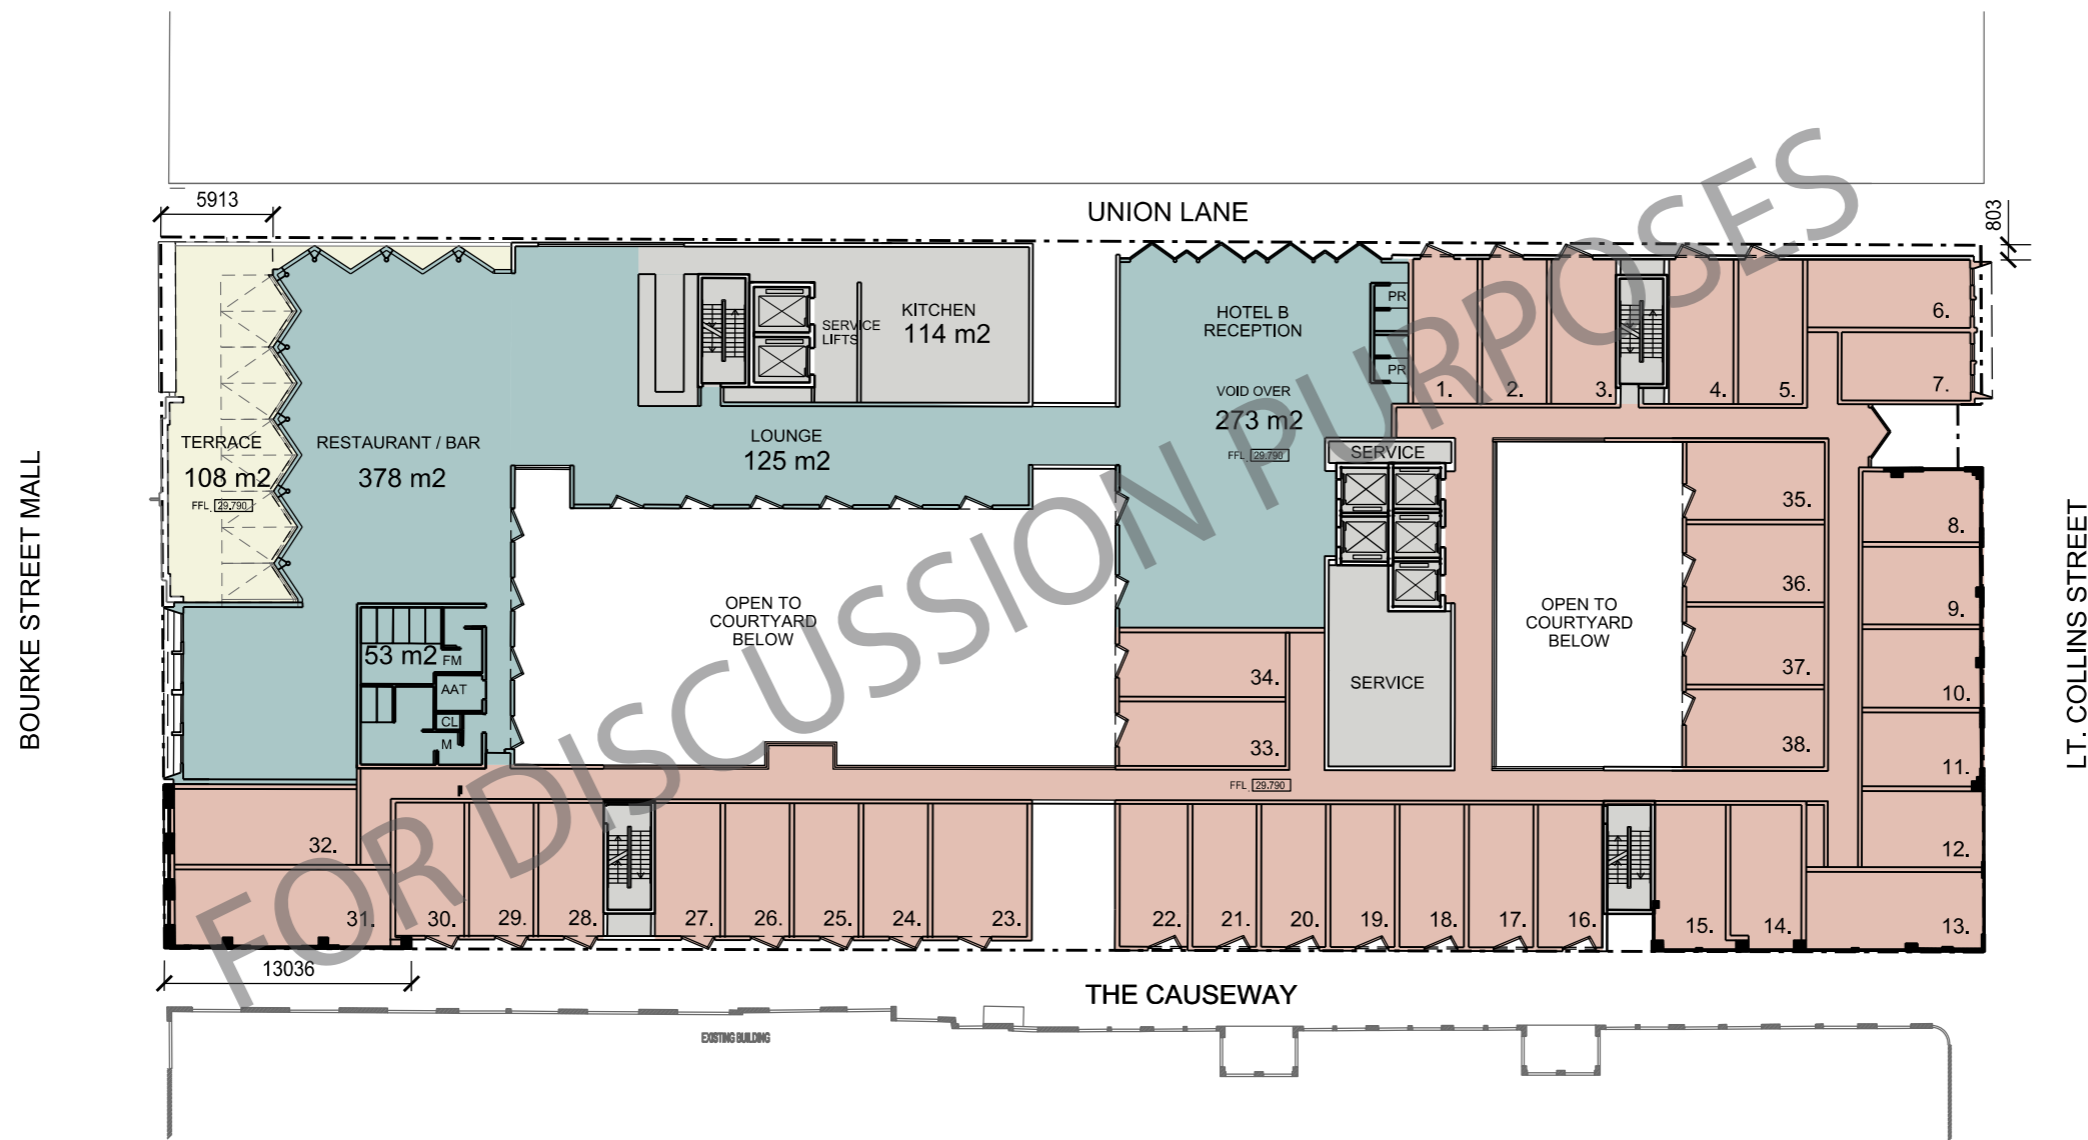 5913
UNION LANE
803
HOTEL B
RECEPTION
PR
KITCHEN
114 m2
SERVICE
LIFTS
PR
VOID OVER
273 m2
FFL 29.790
1.
2.
3.
4.
5.
6.
7.
TERRACE
108 m2
FFL 29.790
RESTAURANT / BAR
378 m2
LOUNGE
125 m2
SERVICE
BOURKE STREET MALL
LT. COLLINS STREET
OPEN TO
COURTYARD
BELOW
OPEN TO
COURTYARD
BELOW
35.
36.
37.
38.
8.
9.
10.
11.
12.
13.
53 m2
FM
AAT
CL
M
34.
33.
SERVICE
FFL 29.790
32.
31.
30.
29.
28.
27.
26.
25.
24.
23.
22.
21.
20.
19.
18.
17.
16.
15.
14.
13036
THE CAUSEWAY
EXISTING BUILDING
FOR DISCUSSION PURPOSES